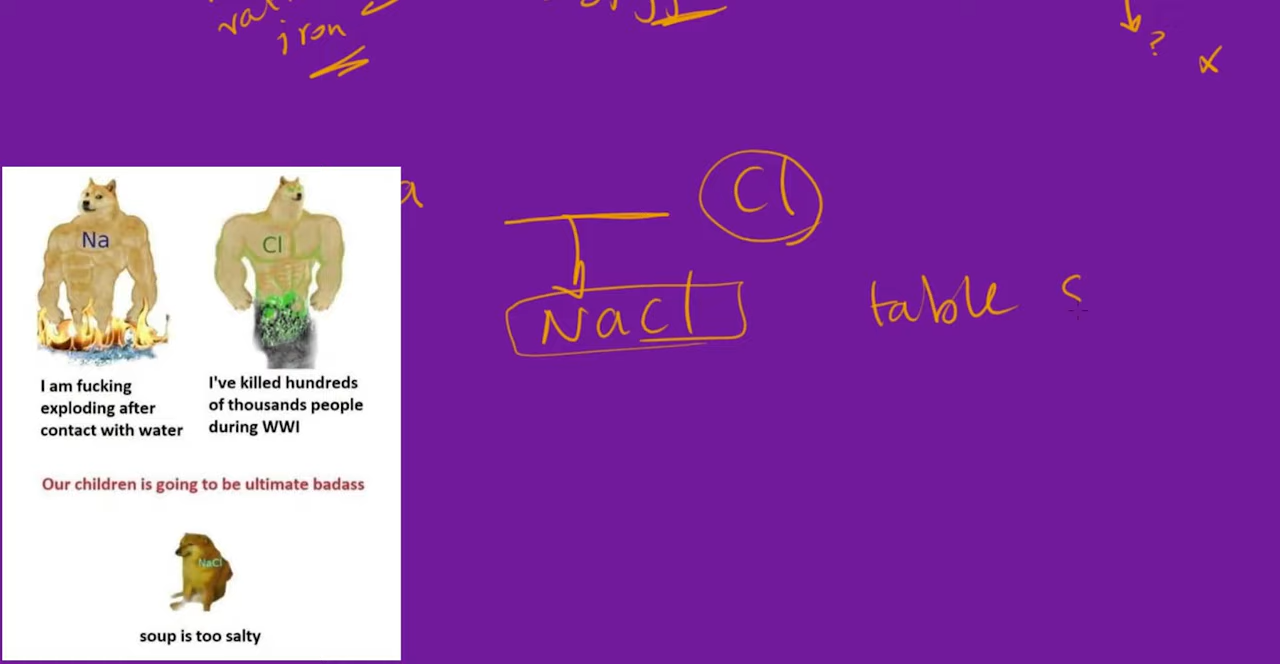 iron
?
Na
Cl
I am fucking
exploding after
contact with water
I've killed hundreds
of thousands people
during WWI
Our children is going to be ultimate badass
NaCl
soup is too salty
a
Cl
NaCl
table s